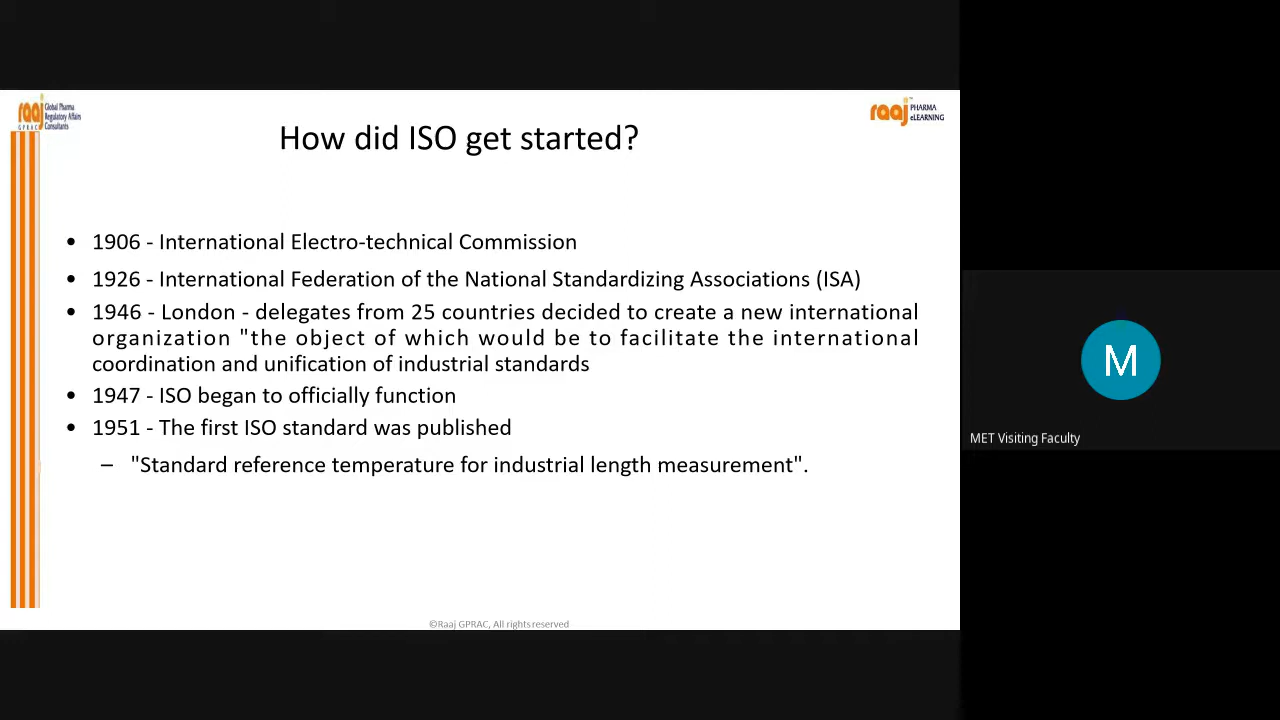 raaj
GPRAC
Global Pharma
Regulatory Affairs
Consultants
raaj
PHARMA
eLEARNING
How did ISO get started?
• 1906 - International Electro-technical Commission
• 1926 - International Federation of the National Standardizing Associations (ISA)
• 1946 - London - delegates from 25 countries decided to create a new international
organization "the object of which would be to facilitate the international
coordination and unification of industrial standards
• 1947 - ISO began to officially function
• 1951 - The first ISO standard was published
– "Standard reference temperature for industrial length measurement".
©Raaj GPRAC, All rights reserved
M
MET Visiting Faculty